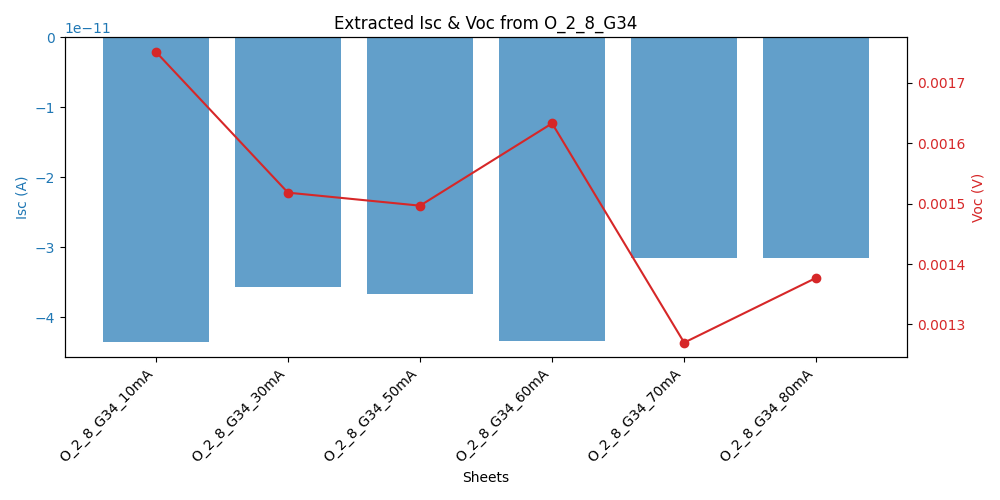 Extracted Isc & Voc from O_2_8_G34
1e−11
0
−1
−2
−3
−4
Isc (A)
0.0017
0.0016
0.0015
0.0014
0.0013
Voc (V)
O_2_8_G34_10mA
O_2_8_G34_30mA
O_2_8_G34_50mA
O_2_8_G34_60mA
O_2_8_G34_70mA
O_2_8_G34_80mA
Sheets